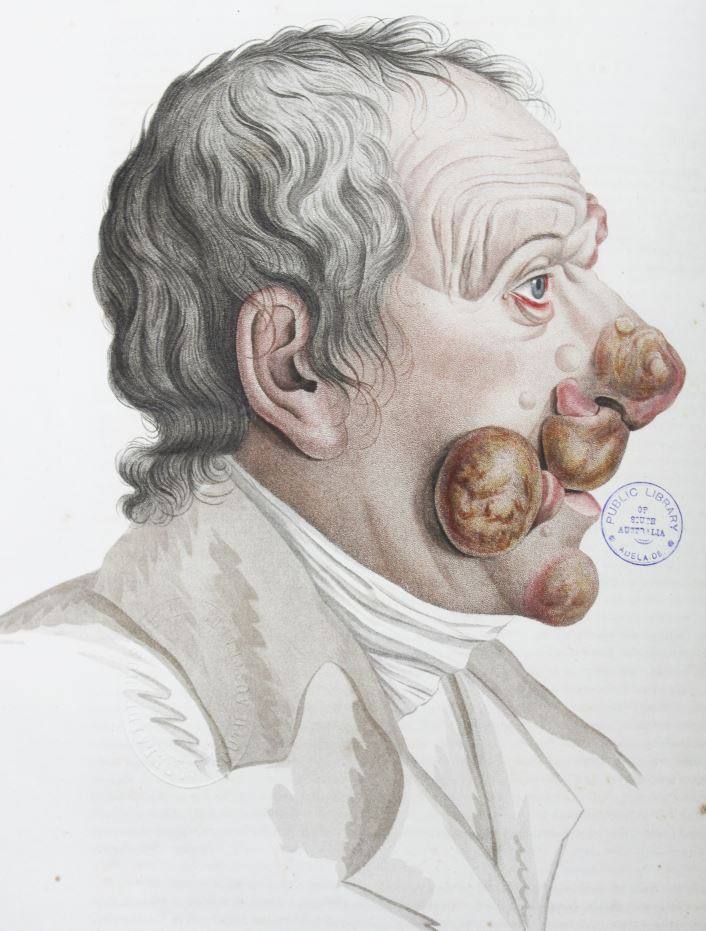 PUBLIC LIBRARY
OF
SOUTH
AUSTRALIA
ADELAIDE.